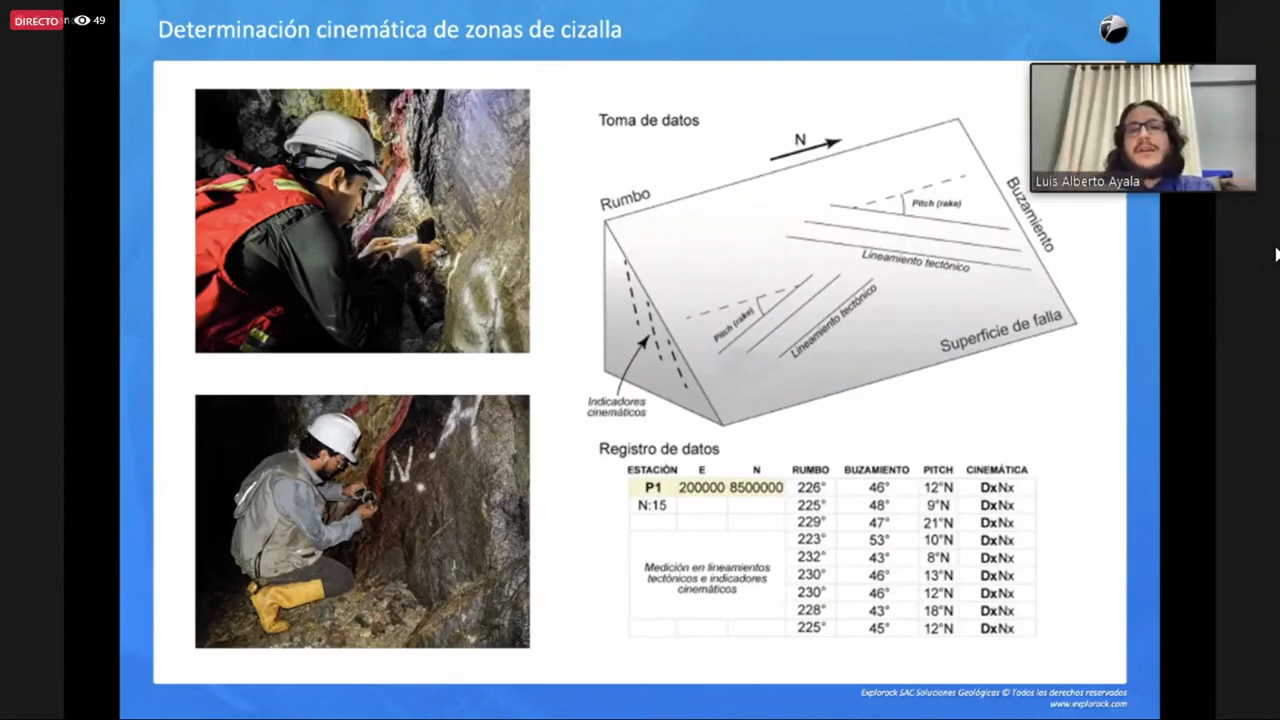 DIRECTO
49
Determinación cinemática de zonas de cizalla
Luis Alberto Ayala
Toma de datos
N
Rumbo
Buzamiento
Pitch (rake)
Lineamiento tectónico
Pitch (rake)
Lineamiento tectónico
Superficie de falla
Indicadores
cinemáticos
N
Registro de datos
ESTACIÓN E N RUMBO BUZAMIENTO PITCH CINEMÁTICA
P1 200000 8500000 226° 46° 12°N DxNx
N:15 225° 48° 9°N DxNx
229° 47° 21°N DxNx
223° 53° 10°N DxNx
232° 43° 8°N DxNx
230° 46° 13°N DxNx
230° 46° 12°N DxNx
228° 43° 18°N DxNx
225° 45° 12°N DxNx
Medición en lineamientos
tectónicos e indicadores
cinemáticos
Explorock SAC Soluciones Geológicas © Todos los derechos reservados
www.explorock.com